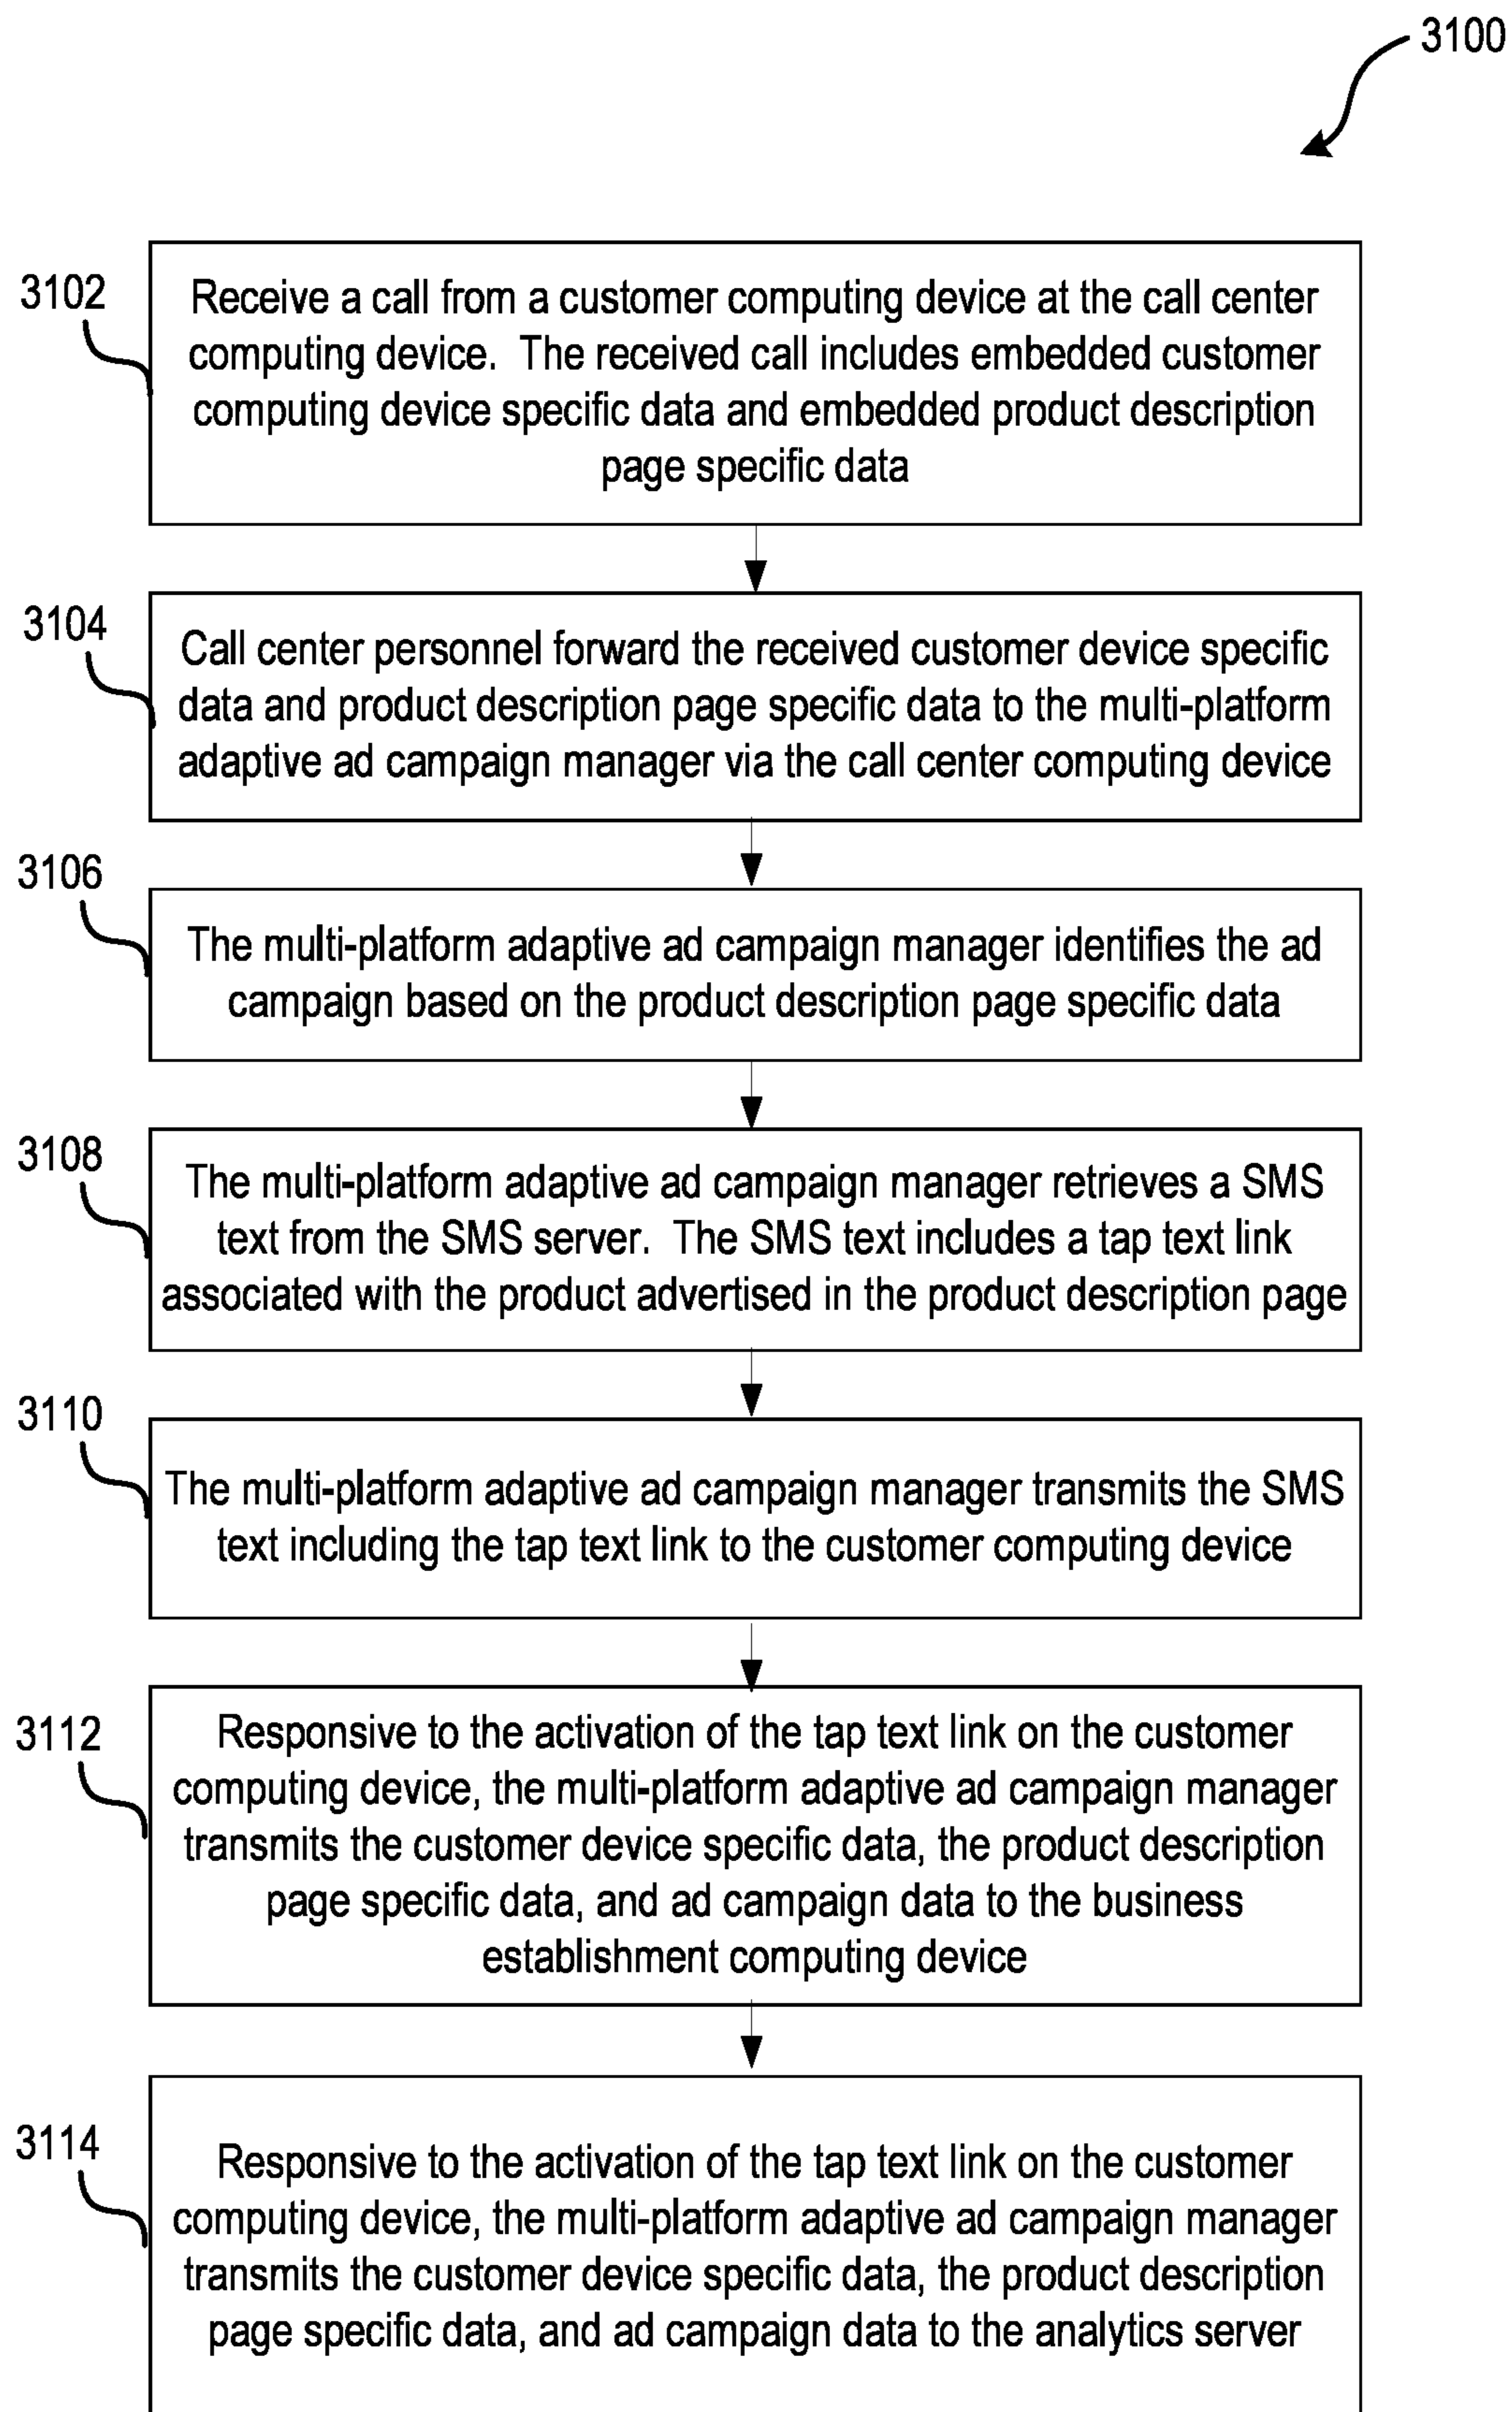 3100
3102
Receive a call from a customer computing device at the call center
computing device. The received call includes embedded customer
computing device specific data and embedded product description
page specific data
3104
Call center personnel forward the received customer device specific
data and product description page specific data to the multi-platform
adaptive ad campaign manager via the call center computing device
3106
The multi-platform adaptive ad campaign manager identifies the ad
campaign based on the product description page specific data
3108
The multi-platform adaptive ad campaign manager retrieves a SMS
text from the SMS server. The SMS text includes a tap text link
associated with the product advertised in the product description page
3110
The multi-platform adaptive ad campaign manager transmits the SMS
text including the tap text link to the customer computing device
3112
Responsive to the activation of the tap text link on the customer
computing device, the multi-platform adaptive ad campaign manager
transmits the customer device specific data, the product description
page specific data, and ad campaign data to the business
establishment computing device
3114
Responsive to the activation of the tap text link on the customer
computing device, the multi-platform adaptive ad campaign manager
transmits the customer device specific data, the product description
page specific data, and ad campaign data to the analytics server